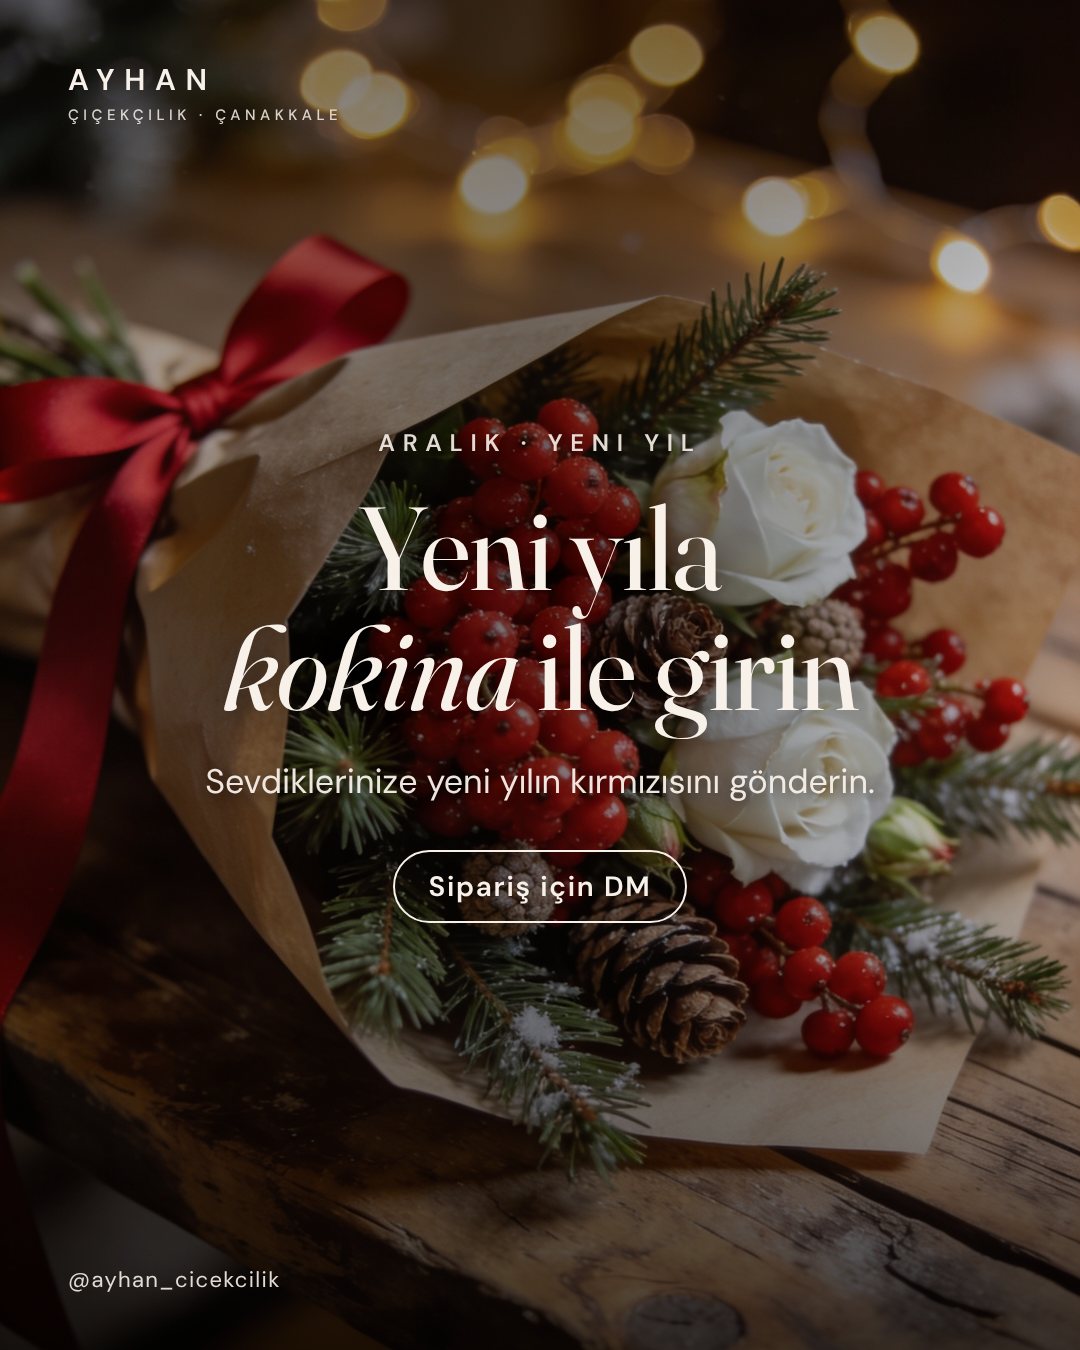 AYHAN
ÇIÇEKÇILIK · ÇANAKKALE
ARALIK · YENI YIL
Yeni yıla
kokina ile girin
Sevdiklerinize yeni yılın kırmızısını gönderin.
Sipariş için DM
@ayhan_cicekcilik